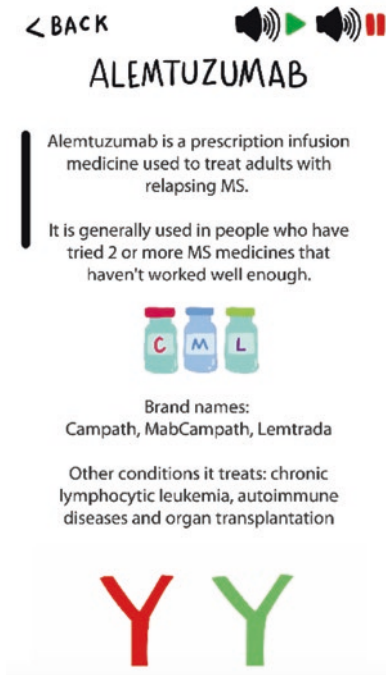 < BACK
ALEMTUZUMAB
Alemtuzumab is a prescription infusion
medicine used to treat adults with
relapsing MS.
It is generally used in people who have
tried 2 or more MS medicines that
haven't worked well enough.
C M L
Brand names:
Campath, MabCampath, Lemtrada
Other conditions it treats: chronic
lymphocytic leukemia, autoimmune
diseases and organ transplantation